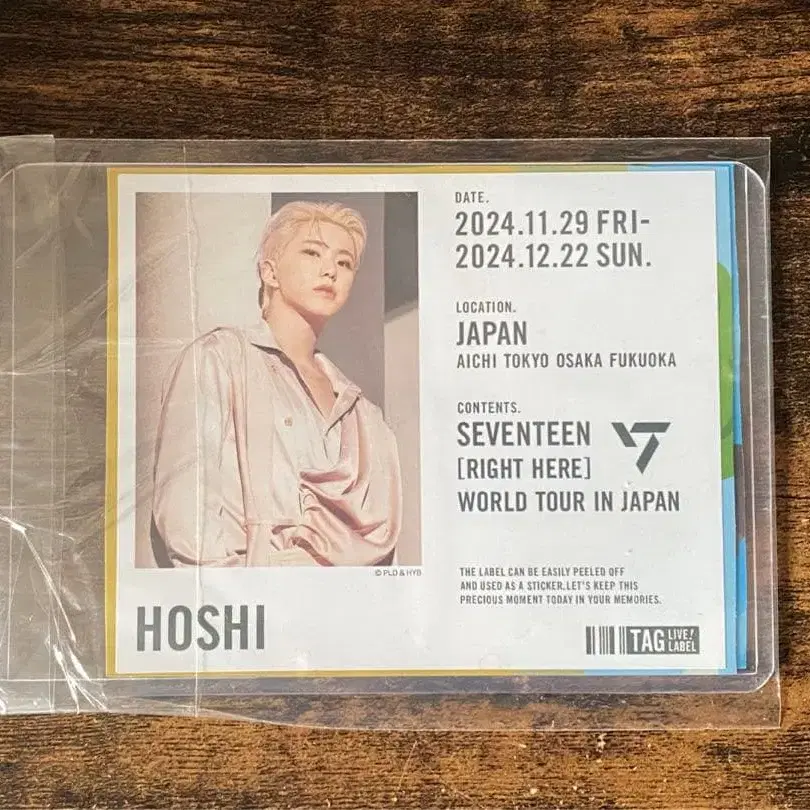 DATE.
2024.11.29 FRI-
2024.12.22 SUN.
LOCATION.
JAPAN
AICHI TOKYO OSAKA FUKUOKA
CONTENTS.
SEVENTEEN
[RIGHT HERE]
WORLD TOUR IN JAPAN
© PLD & HYB
THE LABEL CAN BE EASILY PEELED OFF
AND USED AS A STICKER.LET'S KEEP THIS
PRECIOUS MOMENT TODAY IN YOUR MEMORIES.
HOSHI
TAG LIVE! LABEL